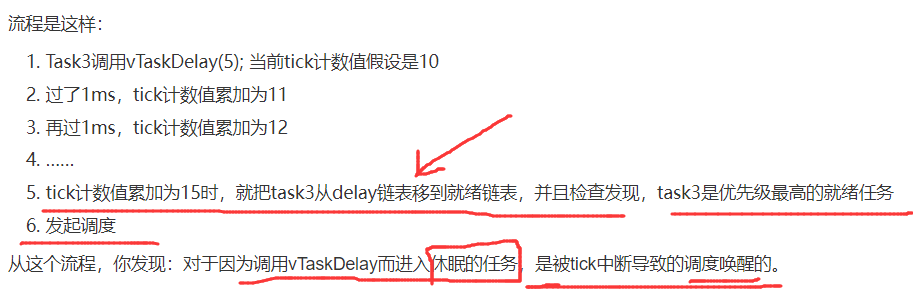 流程是这样：
1. Task3调用vTaskDelay(5); 当前tick计数值假设是10
2. 过了1ms，tick计数值累加为11
3. 再过1ms，tick计数值累加为12
4. ……
5. tick计数值累加为15时，就把task3从delay链表移到就绪链表，并且检查发现，task3是优先级最高的就绪任务
6. 发起调度
从这个流程，你发现：对于因为调用vTaskDelay而进入休眠的任务，是被tick中断导致的调度唤醒的。